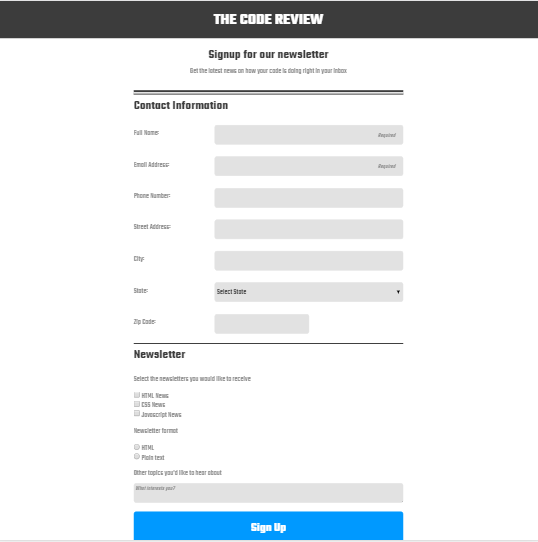 THE CODE REVIEW
Signup for our newsletter
Get the latest news on how your code is doing right in your inbox
Contact Information
Full Name:
Required
Email Address:
Required
Phone Number:
Street Address:
City:
State:
Select State
Zip Code:
Newsletter
Select the newsletters you would like to receive
HTML News
CSS News
Javascript News
Newsletter format
HTML
Plain text
Other topics you'd like to hear about
What interests you?
Sign Up